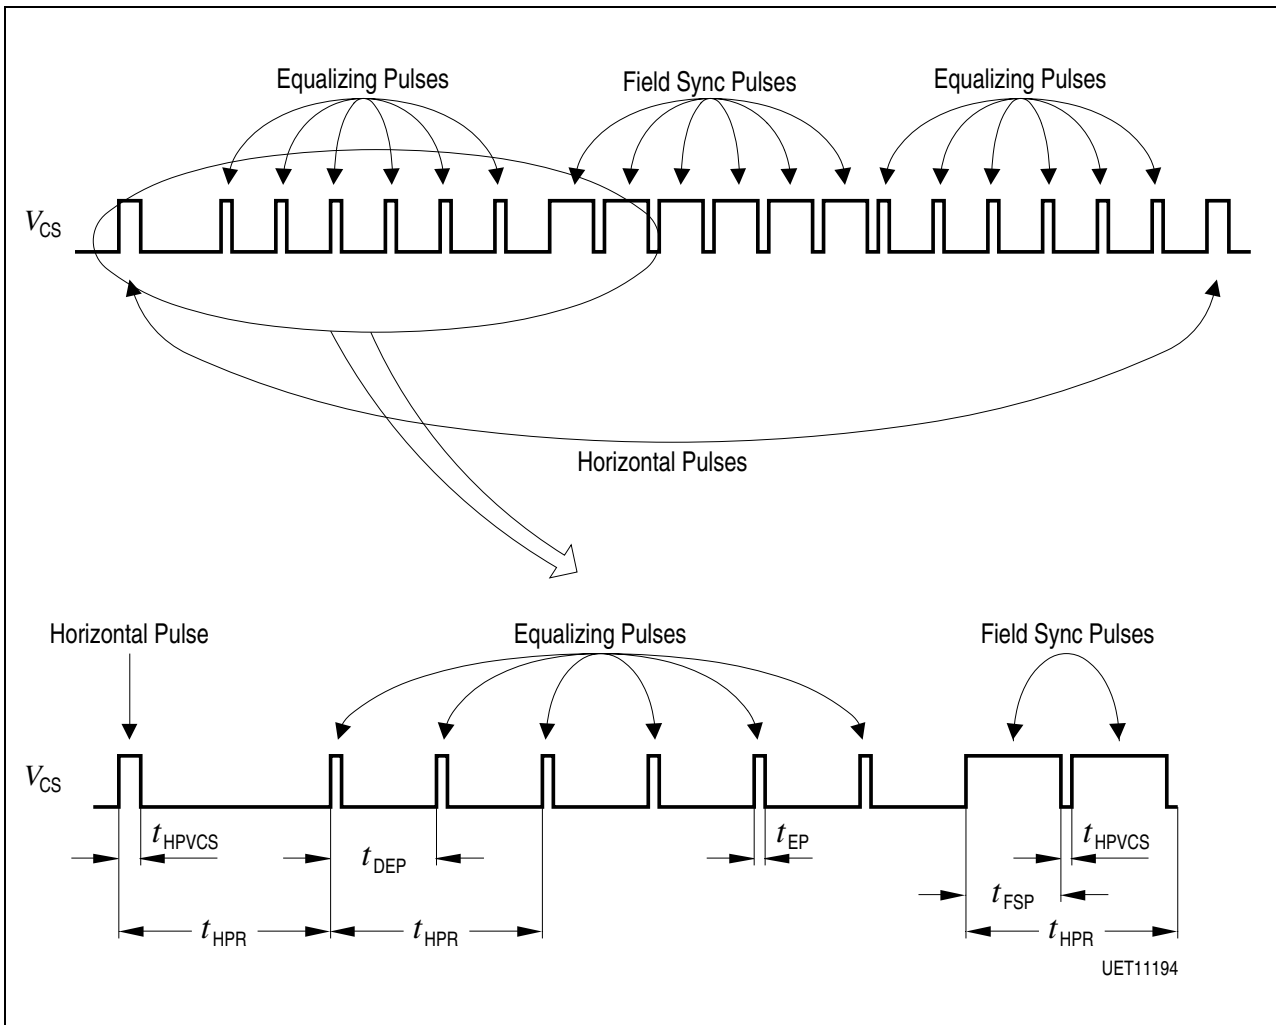 Equalizing Pulses Field Sync Pulses Equalizing Pulses
VCS
Horizontal Pulses
Horizontal Pulse Equalizing Pulses Field Sync Pulses
VCS
tHPVCS tDEP tEP tHPVCS
tFSP
tHPR tHPR tHPR
UET11194